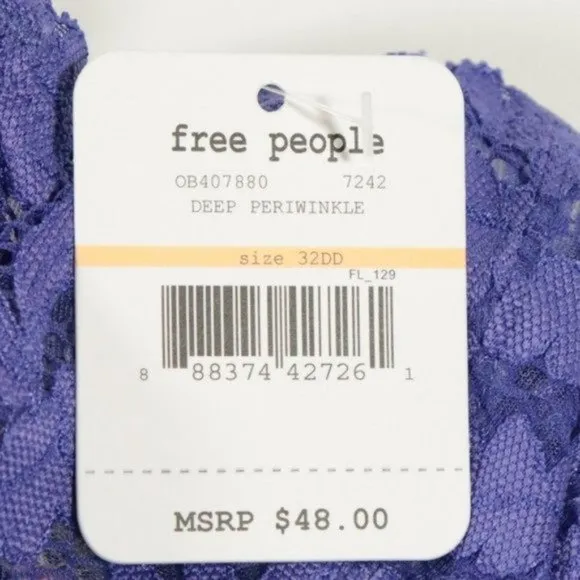 free people
OB407880 7242
DEEP PERIWINKLE
size 32DD
FL_129
8 88374 42726 1
MSRP $48.00